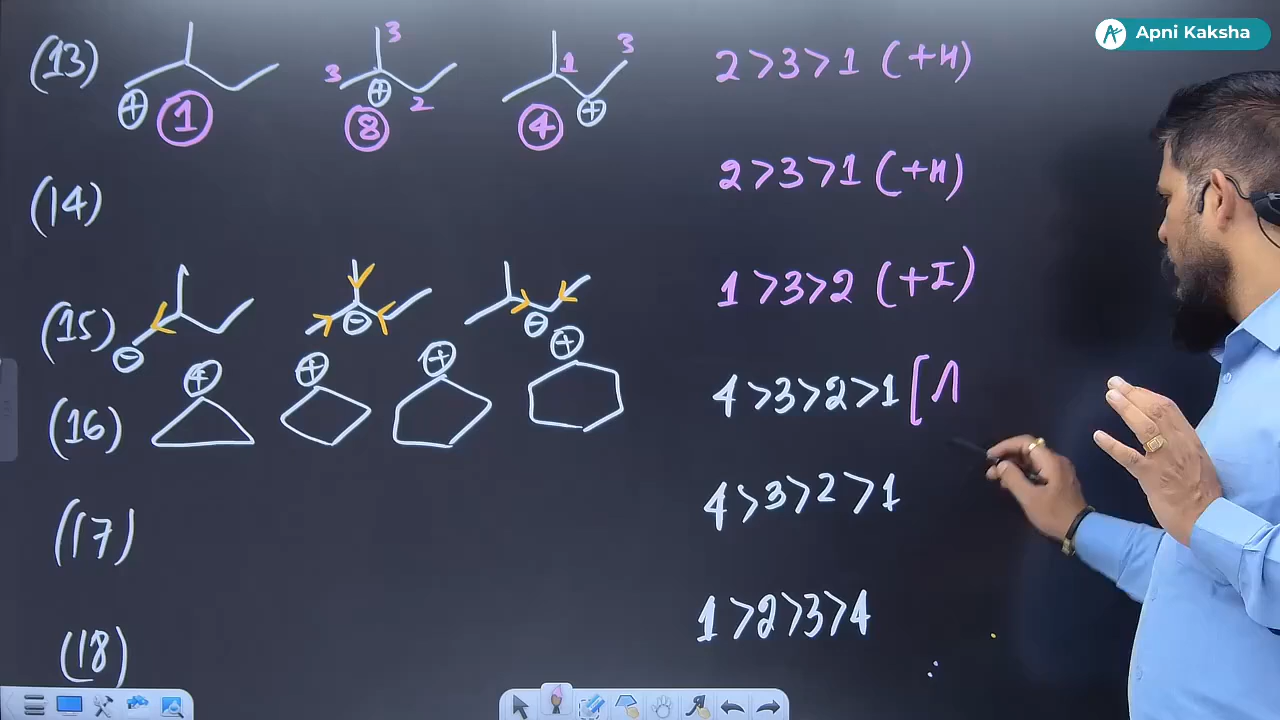 Apni Kaksha
(13) 1 3 3 2 8 1 3 4 2>3>1 (+H)
(14) 2>3>1 (+H)
(15) 1>3>2 (+I)
(16) 4>3>2>1 [
(17) 4>3>2>1
(18) 1>2>3>4